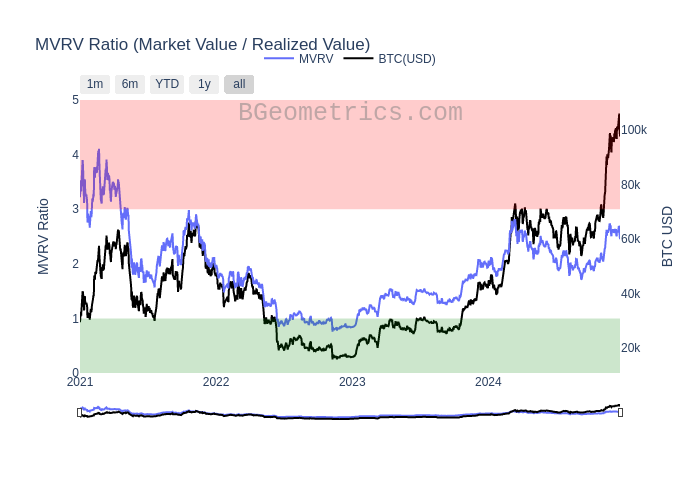 MVRV Ratio (Market Value / Realized Value)
MVRV BTC(USD)
1m 6m YTD 1y all
BGeometrics.com
5
4
3
2
1
0
MVRV Ratio
100k
80k
60k
40k
20k
BTC USD
2021 2022 2023 2024